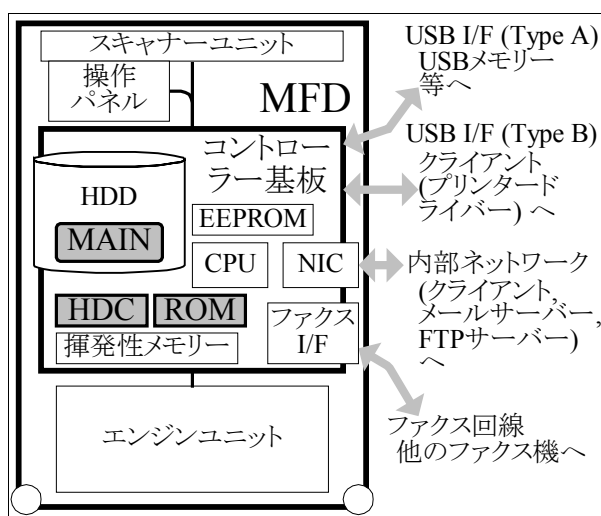 スキャナーユニット
操作
パネル
MFD
コントロー
ラー基板
HDD
MAIN
EEPROM
CPU
NIC
HDC
ROM
揮発性メモリー
ファクス
I/F
エンジンユニット
USB I/F (Type A)
USBメモリー
等へ
USB I/F (Type B)
クライアント
(プリンタード
ライバー) へ
内部ネットワーク
(クライアント,
メールサーバー,
FTPサーバー)
へ
ファクス回線
他のファクス機へ